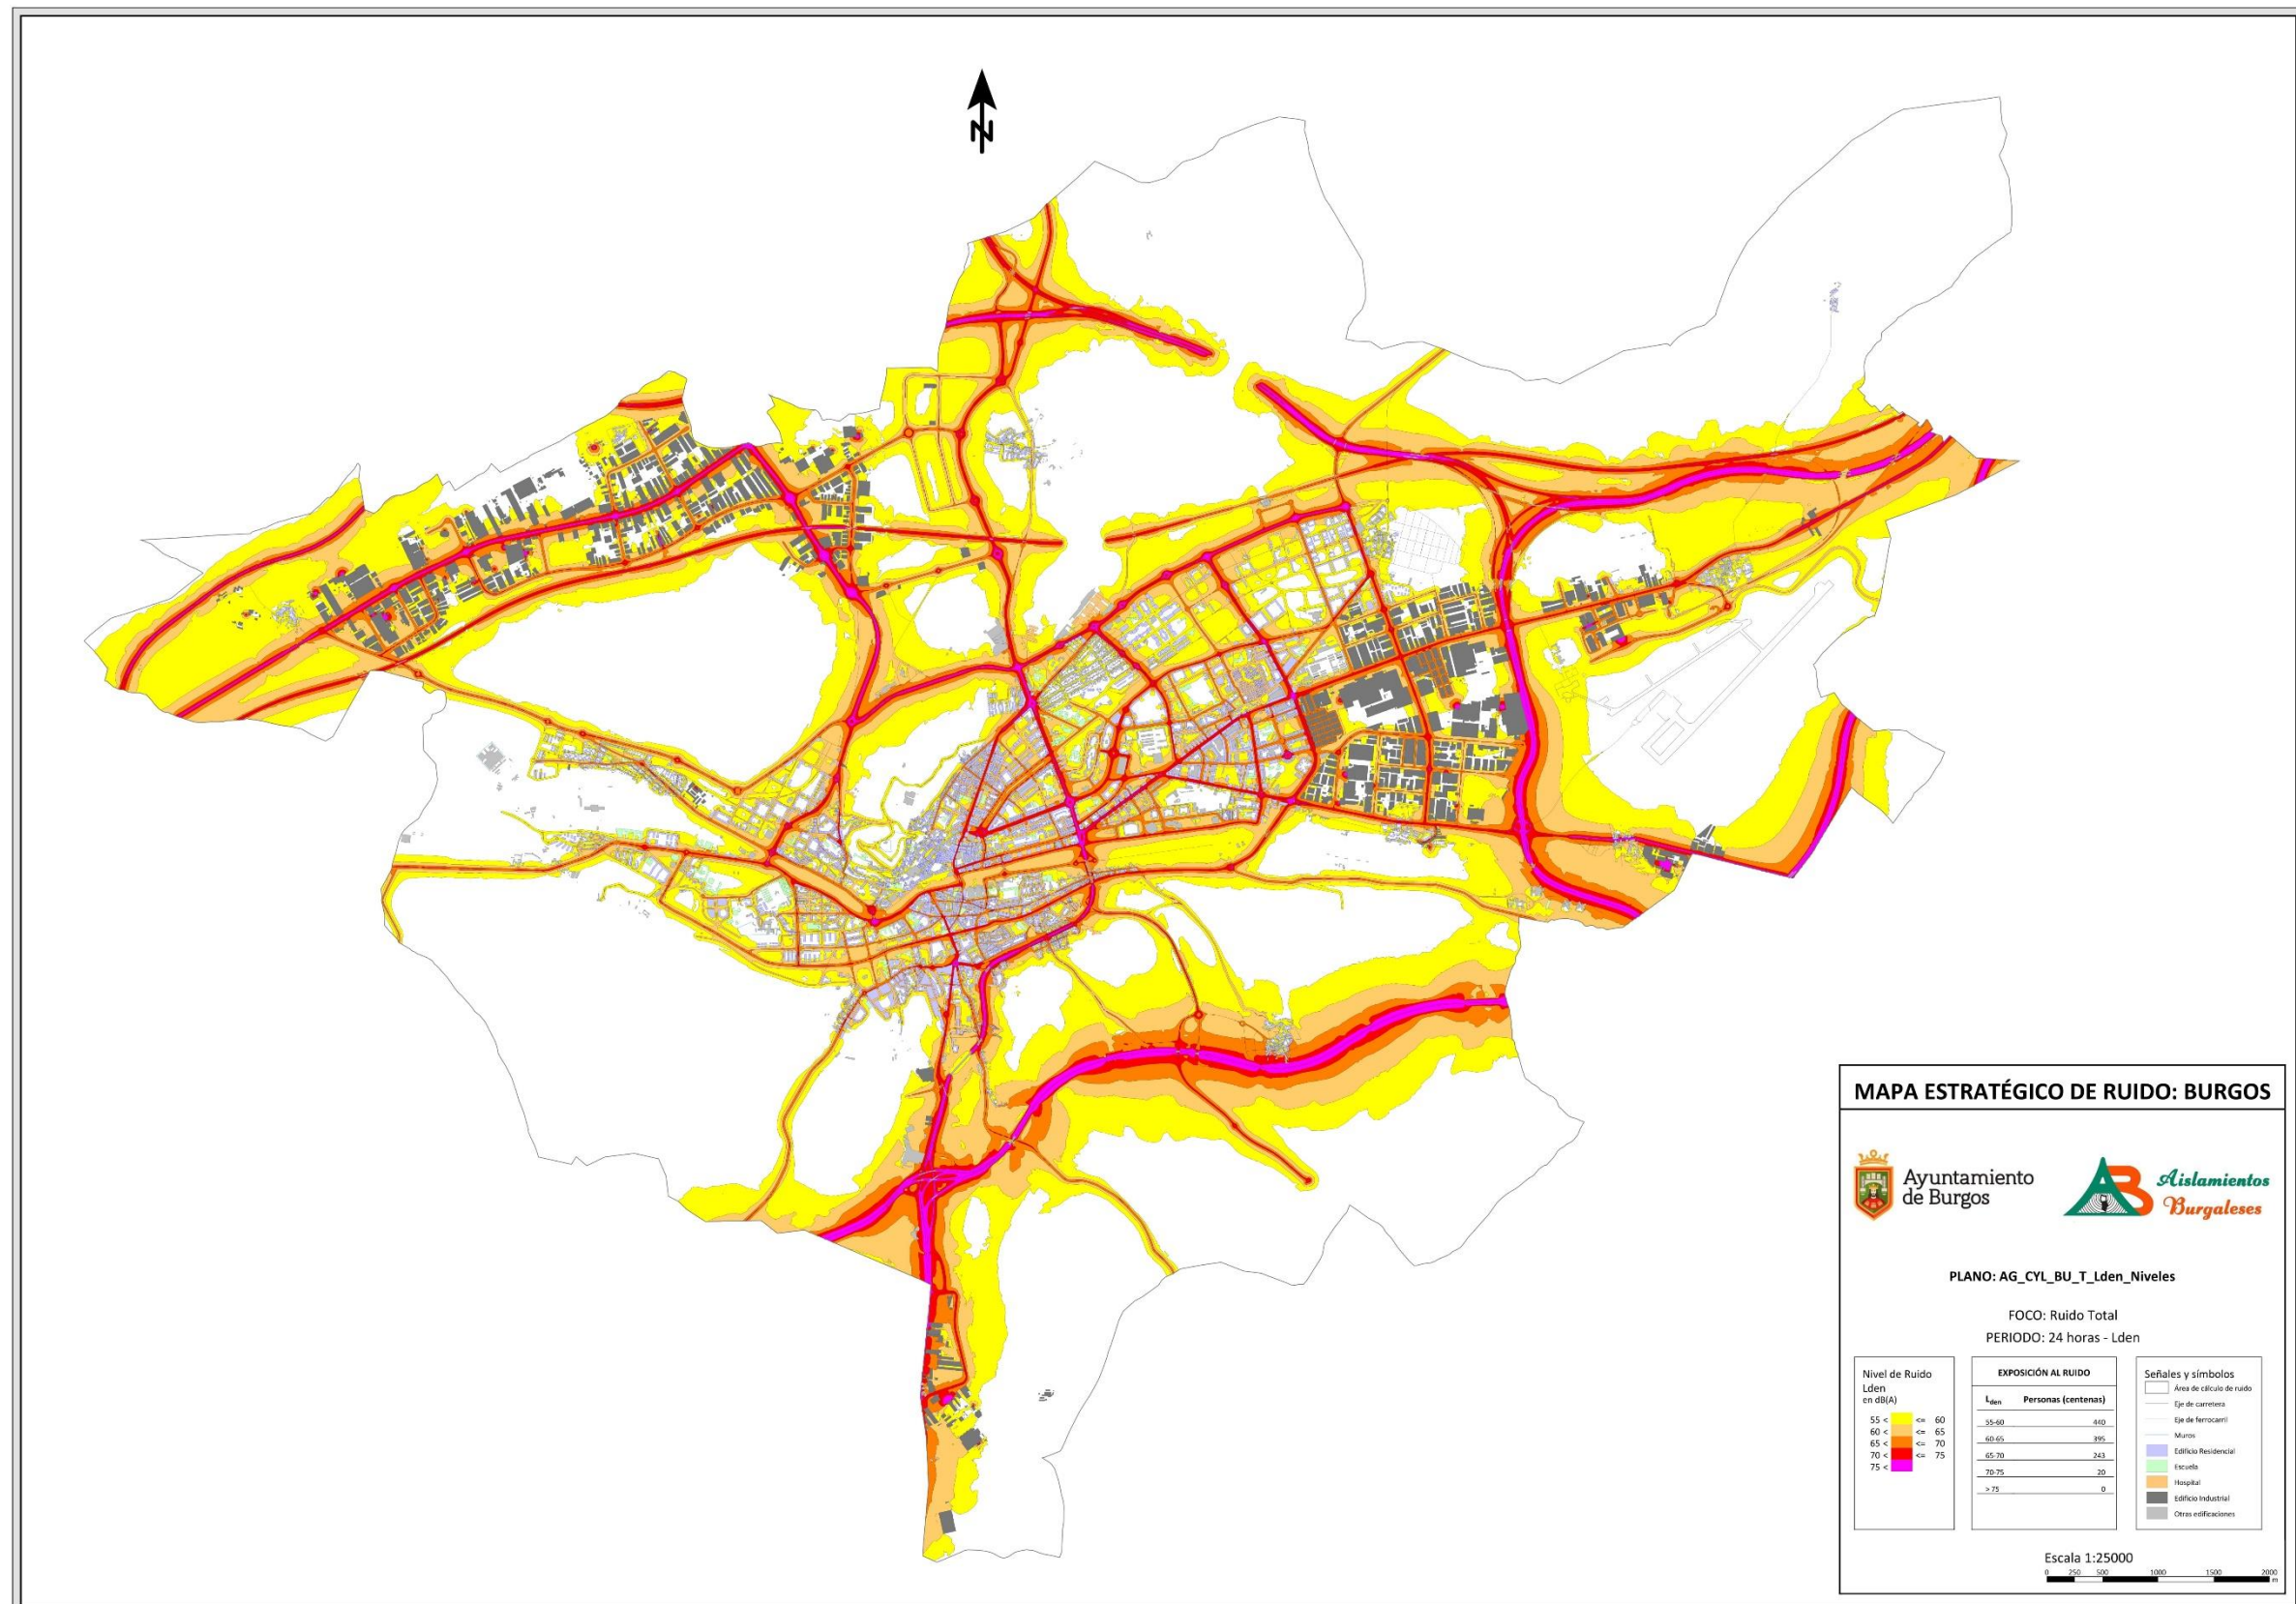 N
MAPA ESTRATÉGICO DE RUIDO: BURGOS
Ayuntamiento
de Burgos
AB
Aislamientos
Burgaleses
PLANO: AG_CYL_BU_T_Lden_Niveles
FOCO: Ruido Total
PERIODO: 24 horas - Lden
Nivel de Ruido
Lden
en dB(A)
55 < <= 60
60 < <= 65
65 < <= 70
70 < <= 75
75 <
EXPOSICIÓN AL RUIDO
Lden Personas (centenas)
55-60 440
60-65 395
65-70 243
70-75 20
> 75 0
Señales y símbolos
Área de cálculo de ruido
Eje de carretera
Eje de ferrocarril
Muros
Edificio Residencial
Escuela
Hospital
Edificio Industrial
Otras edificaciones
Escala 1:25000
0 250 500 1000 1500 2000
m